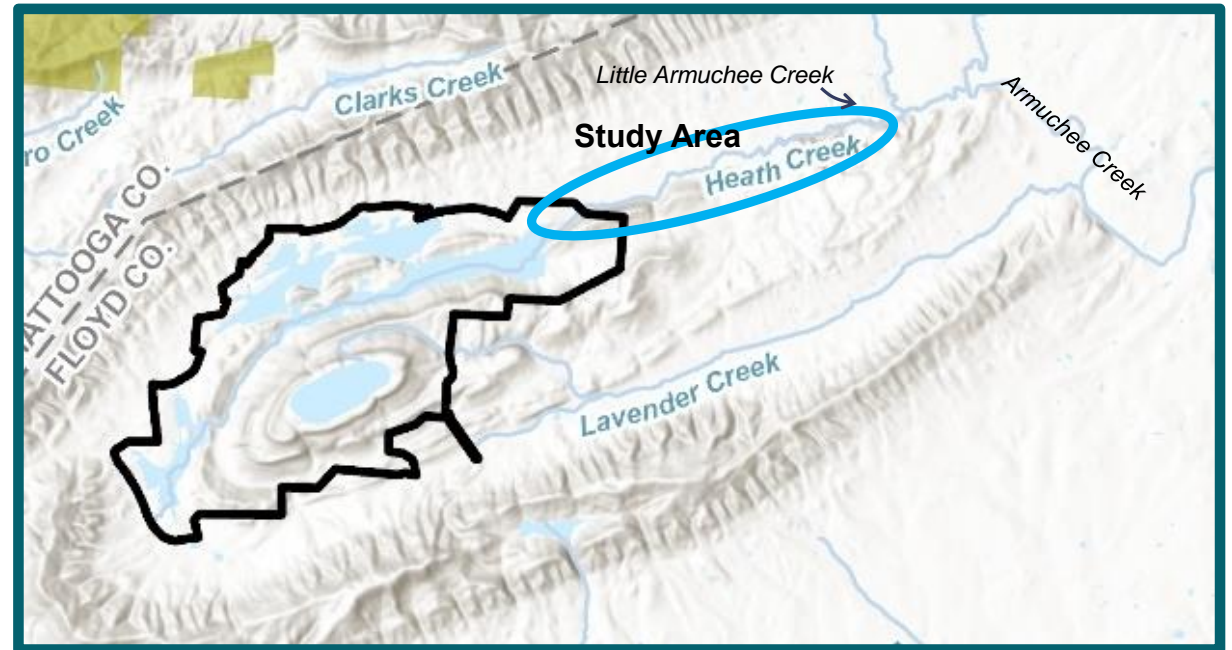 Little Armuchee Creek
Clarks Creek
Armuchee Creek
ro Creek
Study Area
Heath Creek
ATTOOGA CO.
FLOYD CO.
Lavender Creek